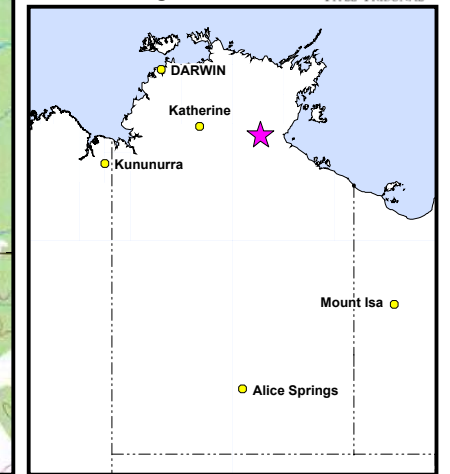 DARWIN
Katherine
Kununurra
Mount Isa
Alice Springs